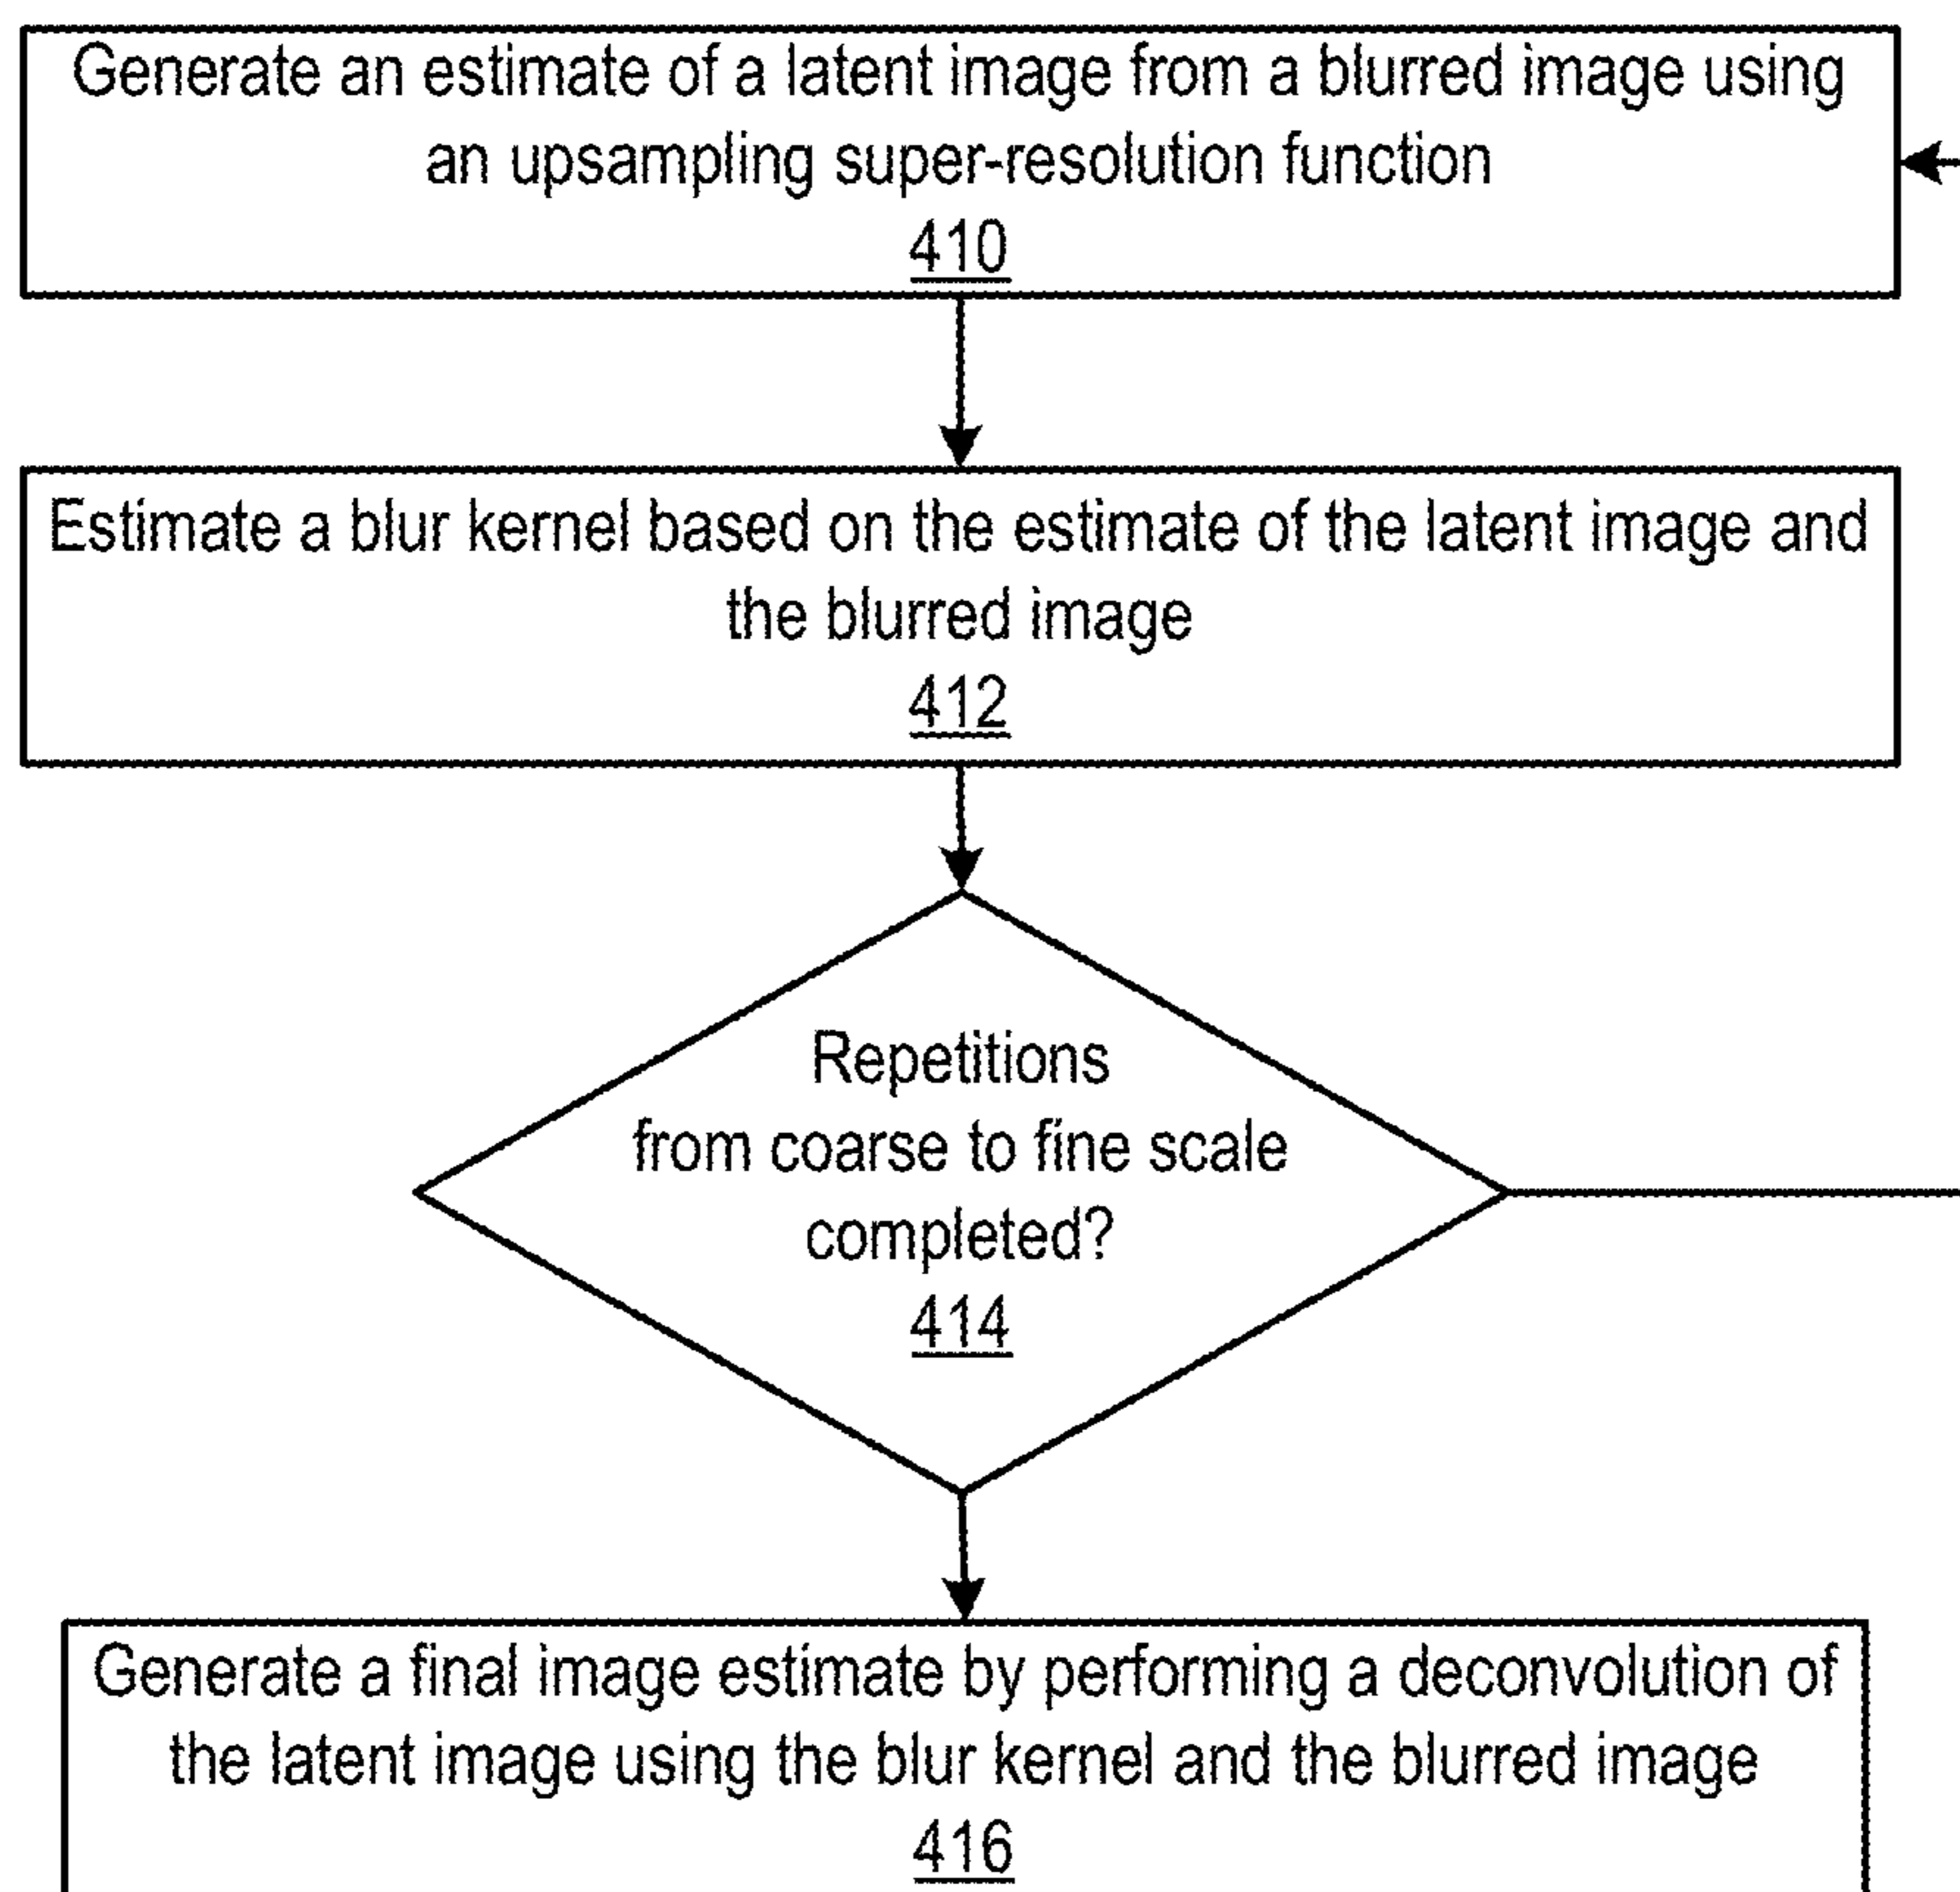 Generate an estimate of a latent image from a blurred image using
an upsampling super-resolution function
410
Estimate a blur kernel based on the estimate of the latent image and
the blurred image
412
Repetitions
from coarse to fine scale
completed?
414
Generate a final image estimate by performing a deconvolution of
the latent image using the blur kernel and the blurred image
416